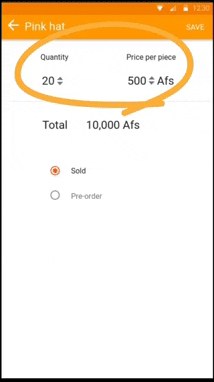 12:30
Pink hat SAVE
Quantity Price per piece
20 500 Afs
Total 10,000 Afs
Sold
Pre-order